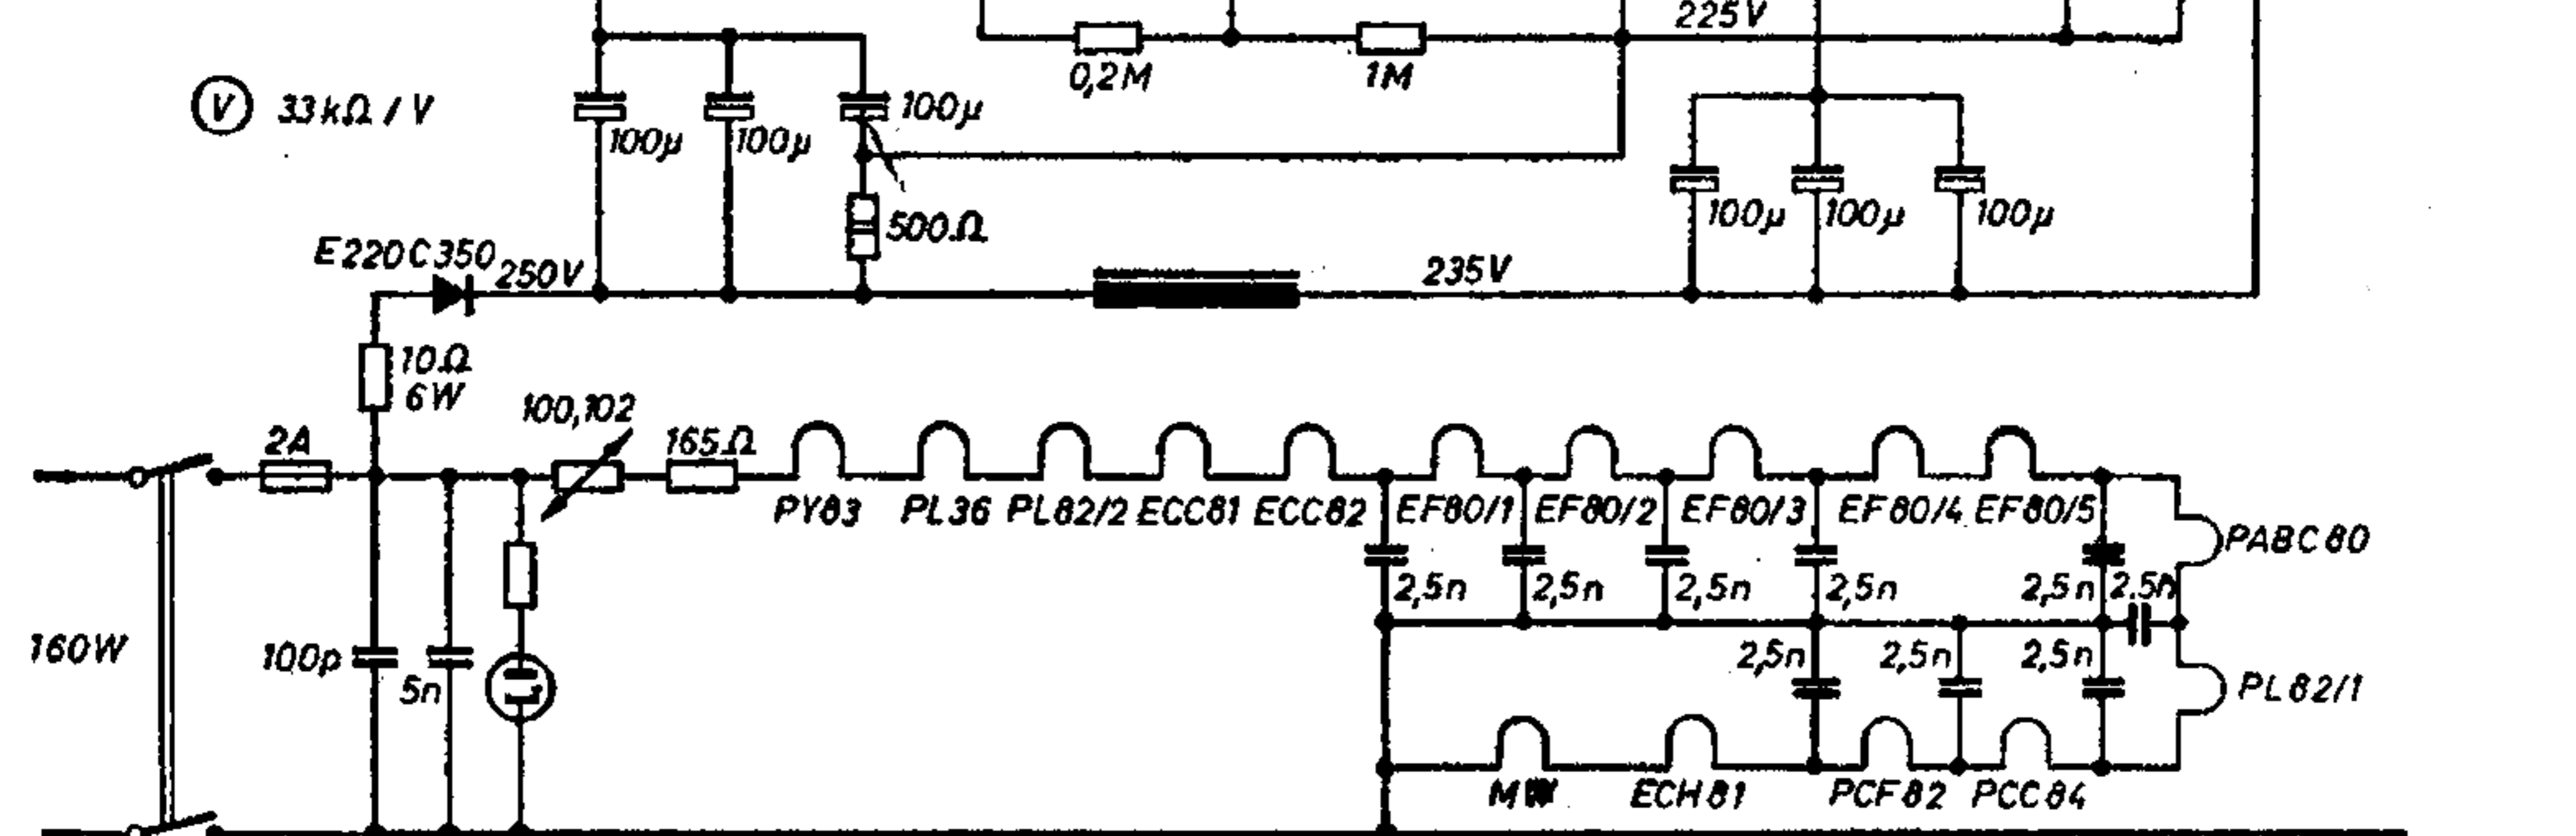 225V
0,2M
1M
V 33kΩ / V
100µ
100µ 100µ
100µ 100µ 100µ
500Ω
E220C350 250V
235V
10Ω
6W
100,102
2A
165Ω
PY83 PL36 PL82/2 ECC81 ECC82 EF80/1 EF80/2 EF80/3 EF80/4 EF80/5
PABC80
2,5n 2,5n 2,5n 2,5n 2,5n 2,5n
160W
100p
5n
2,5n 2,5n 2,5n
PL82/1
ECH81 PCF82 PCC84